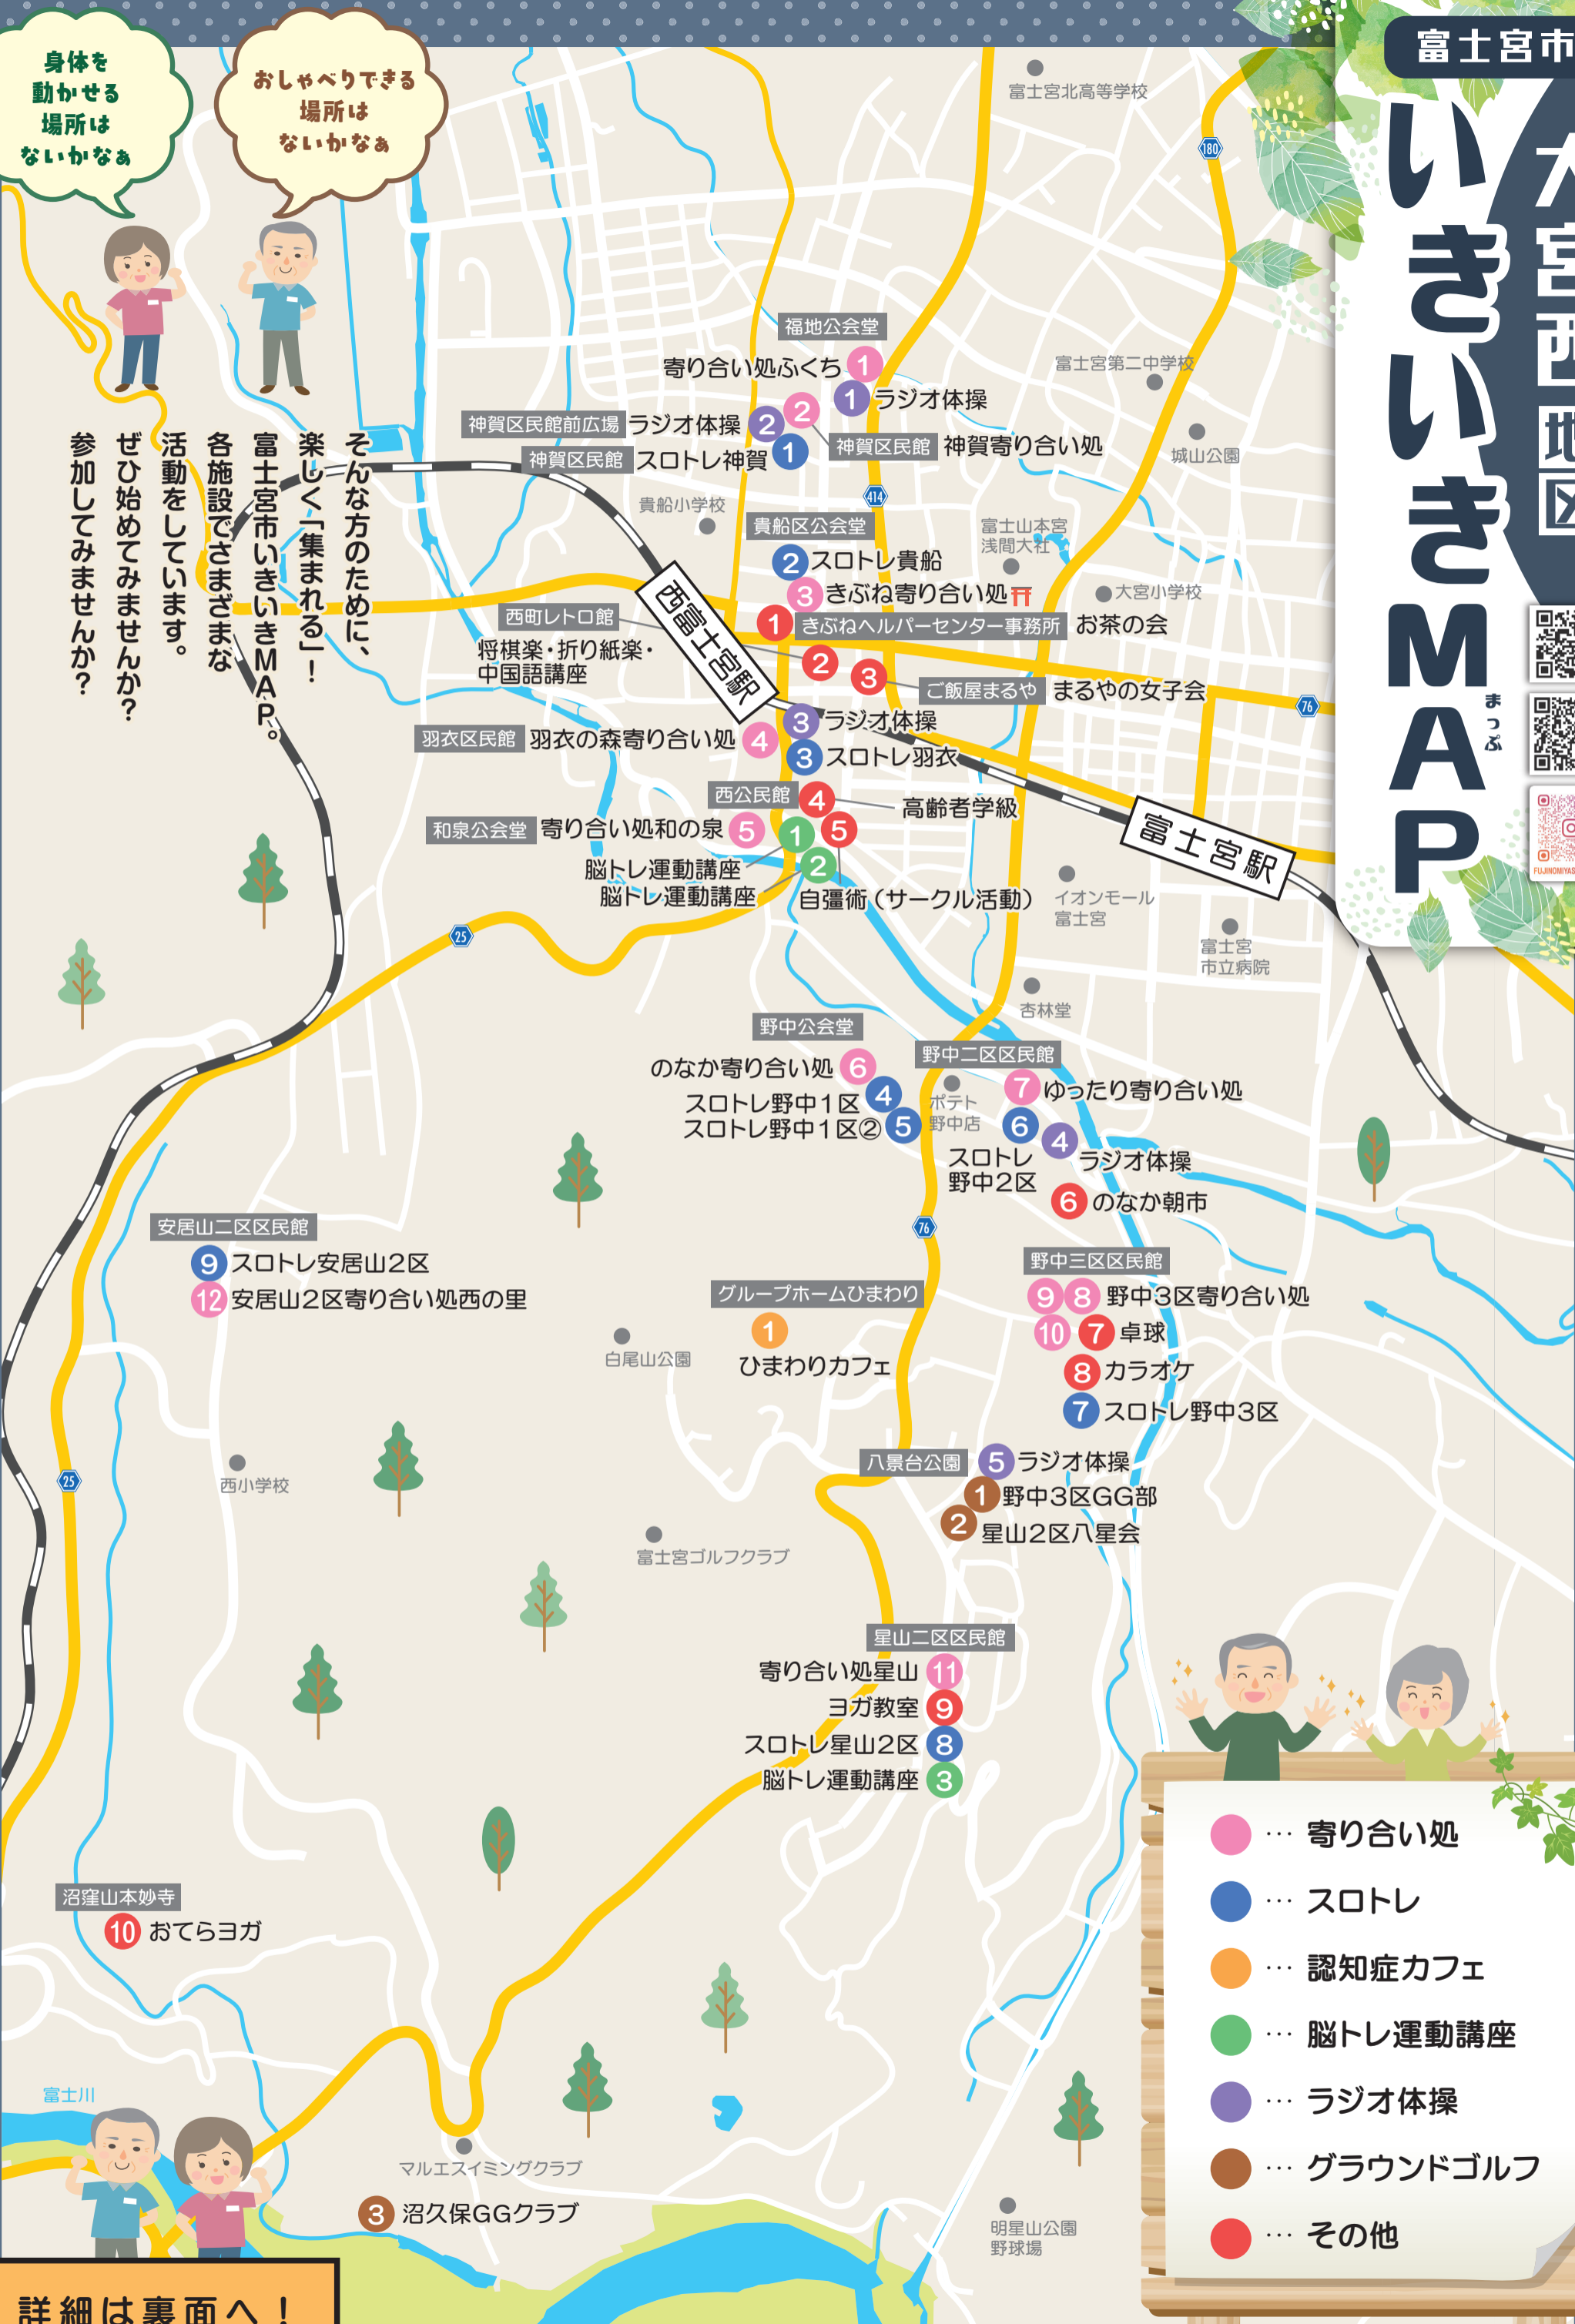 身体を
動かせる
場所は
ないかなぁ
おしゃべりできる
場所は
ないかなぁ
富士宮市
大宮西地区
いきいきMAP
まっぷ
FUJINOMIYAS
そんな方のために、
楽しく「集まれる」！
富士宮市いきいきＭＡＰ。
各施設でさまざまな
活動をしています。
ぜひ始めてみませんか？
参加してみませんか？
富士宮北高等学校
180
福地公会堂
寄り合い処ふくち 1
1 ラジオ体操
富士宮第二中学校
神賀区民館前広場 ラジオ体操 2
2
神賀区民館 神賀寄り合い処
神賀区民館 スロトレ神賀 1
城山公園
貴船小学校
414
貴船区公会堂
富士山本宮
浅間大社
2 スロトレ貴船
3 きぶね寄り合い処
大宮小学校
1 きぶねヘルパーセンター事務所 お茶の会
西町レトロ館
将棋楽・折り紙楽・
中国語講座
2
西富士宮駅
3 ご飯屋まるや まるやの女子会
76
3 ラジオ体操
羽衣区民館 羽衣の森寄り合い処 4
3 スロトレ羽衣
西公民館 4 高齢者学級
和泉公会堂 寄り合い処和の泉 5
1 5
脳トレ運動講座
2
脳トレ運動講座
自彊術（サークル活動）
富士宮駅
イオンモール
富士宮
25
富士宮
市立病院
杏林堂
野中公会堂
のなか寄り合い処 6
スロトレ野中１区 4
スロトレ野中１区② 5
野中二区区民館
ポテト
野中店
7 ゆったり寄り合い処
6 4
スロトレ
野中２区
ラジオ体操
6 のなか朝市
76
安居山二区区民館
9 スロトレ安居山２区
12 安居山２区寄り合い処西の里
グループホームひまわり
1
ひまわりカフェ
白尾山公園
野中三区区民館
9 8 野中３区寄り合い処
10 7 卓球
8 カラオケ
7 スロトレ野中３区
八景台公園 5 ラジオ体操
1 野中３区GG部
2 星山２区八星会
25
西小学校
富士宮ゴルフクラブ
星山二区区民館
寄り合い処星山 11
ヨガ教室 9
スロトレ星山２区 8
脳トレ運動講座 3
沼窪山本妙寺
10 おてらヨガ
富士川
マルエスイミングクラブ
3 沼久保GGクラブ
明星山公園
野球場
… 寄り合い処
… スロトレ
… 認知症カフェ
… 脳トレ運動講座
… ラジオ体操
… グラウンドゴルフ
… その他
詳細は裏面へ！